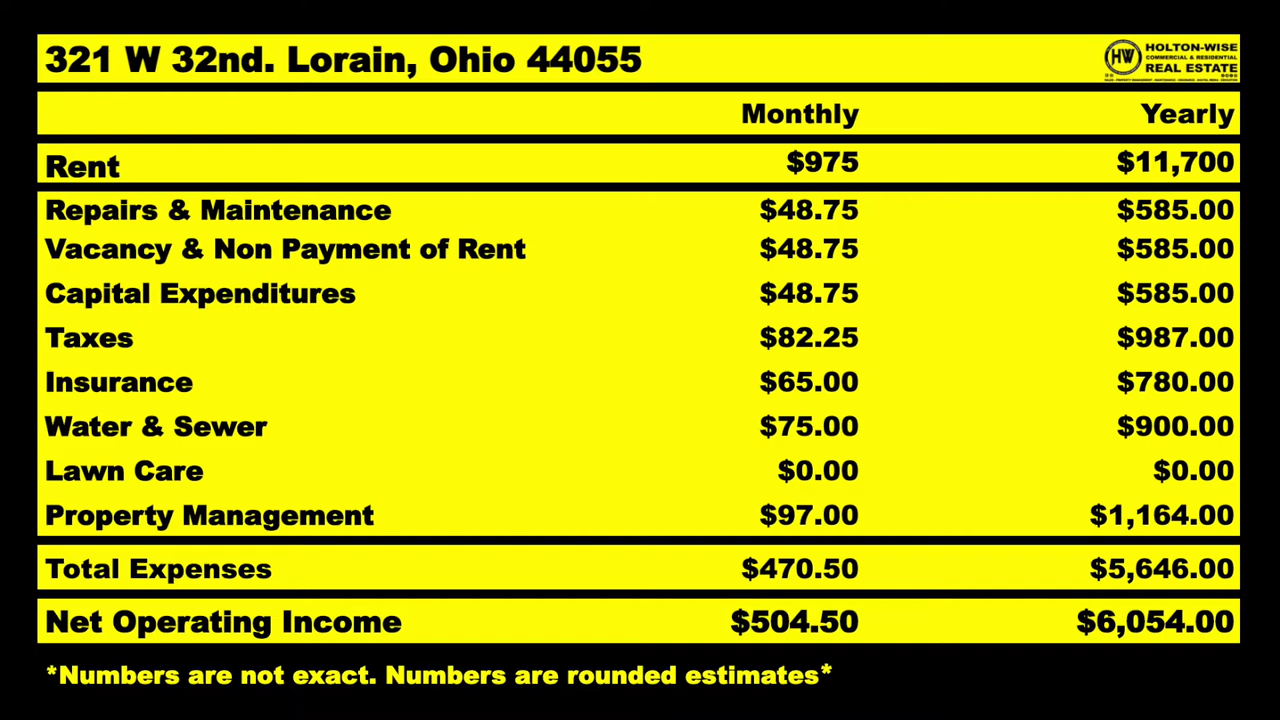 321 W 32nd. Lorain, Ohio 44055
HOLTON-WISE
COMMERCIAL & RESIDENTIAL
REAL ESTATE
HW
Monthly Yearly
Rent $975 $11,700
Repairs & Maintenance $48.75 $585.00
Vacancy & Non Payment of Rent $48.75 $585.00
Capital Expenditures $48.75 $585.00
Taxes $82.25 $987.00
Insurance $65.00 $780.00
Water & Sewer $75.00 $900.00
Lawn Care $0.00 $0.00
Property Management $97.00 $1,164.00
Total Expenses $470.50 $5,646.00
Net Operating Income $504.50 $6,054.00
*Numbers are not exact. Numbers are rounded estimates*